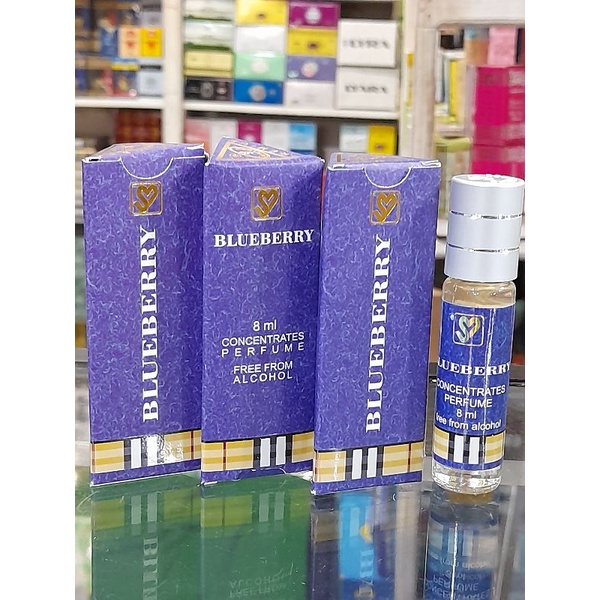 BLUEBERRY
BLUEBERRY
8 ml
CONCENTRATES
PERFUME
FREE FROM
ALCOHOL
BLUEBERRY
BLUEBERRY
CONCENTRATES
PERFUME
8 ml
free from alcohol